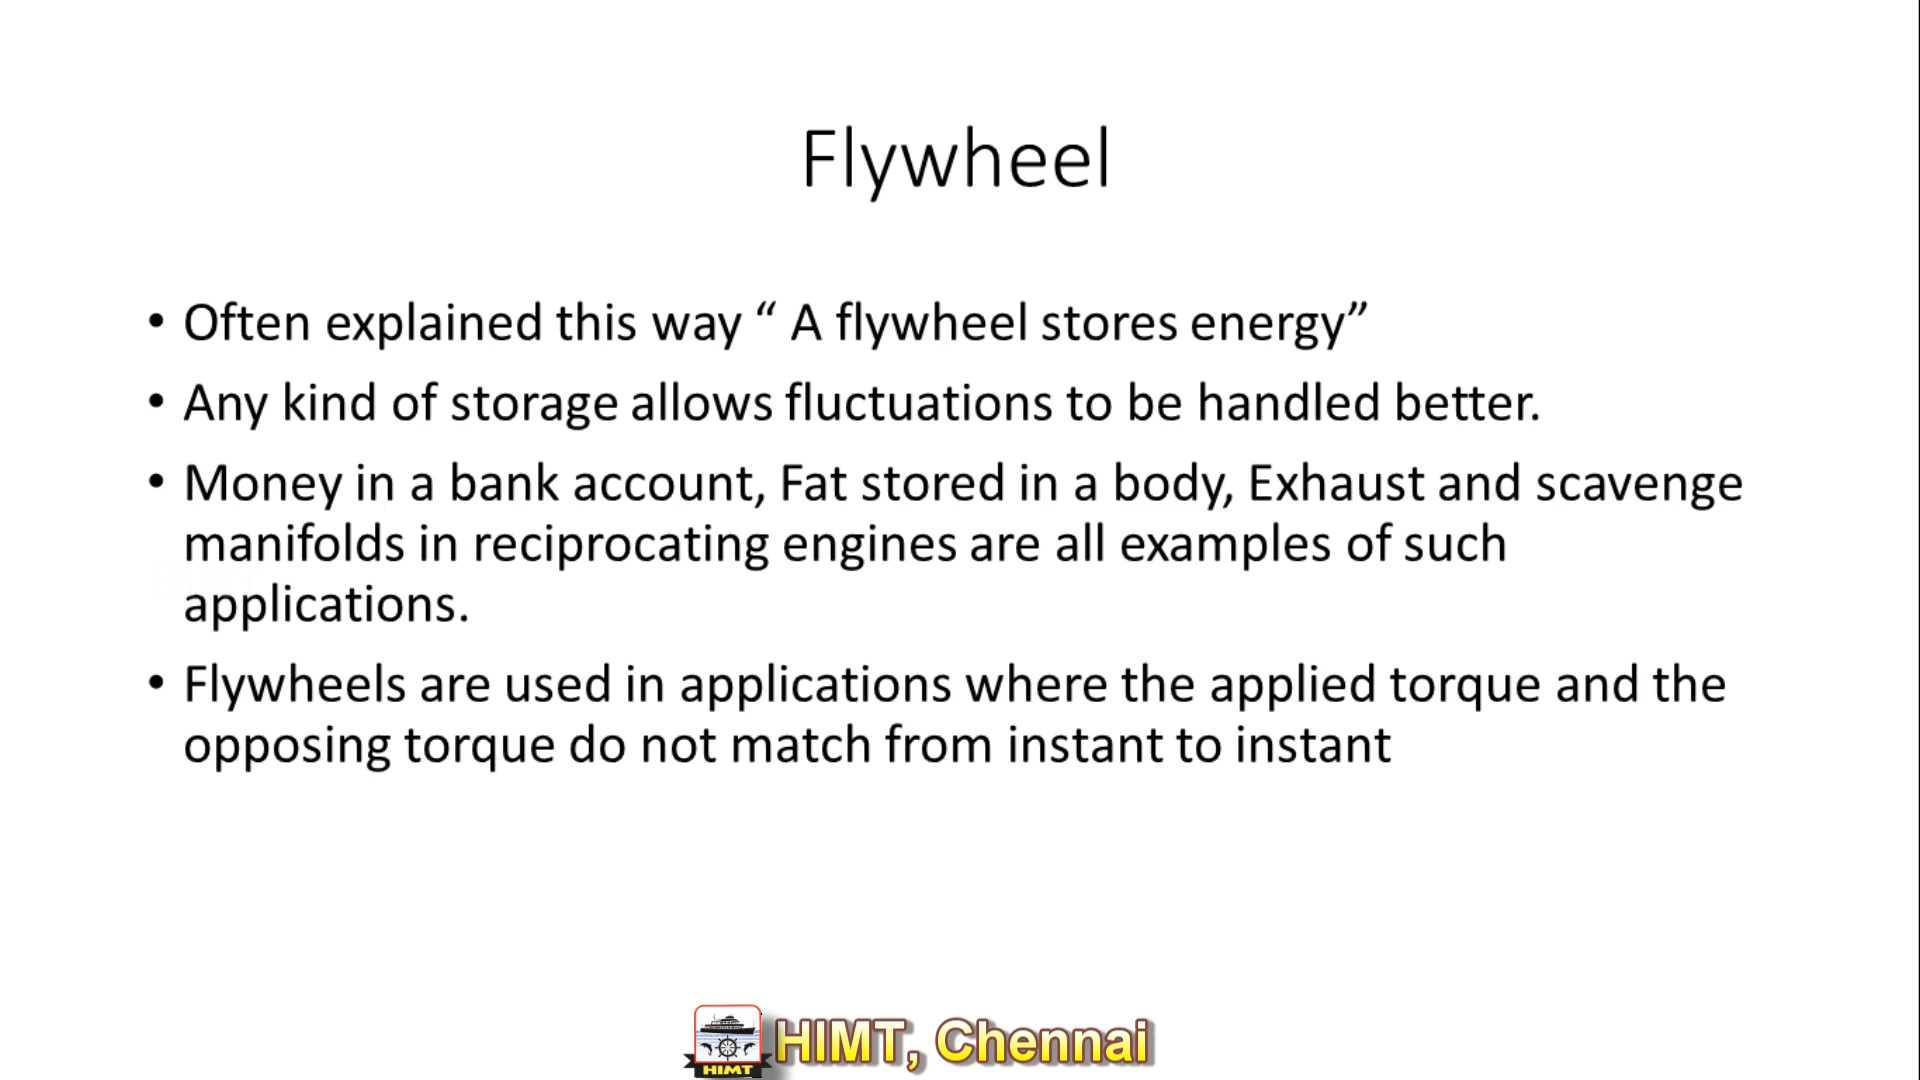 Flywheel
• Often explained this way “ A flywheel stores energy”
• Any kind of storage allows fluctuations to be handled better.
• Money in a bank account, Fat stored in a body, Exhaust and scavenge
manifolds in reciprocating engines are all examples of such
applications.
• Flywheels are used in applications where the applied torque and the
opposing torque do not match from instant to instant
HIMT
HIMT, Chennai